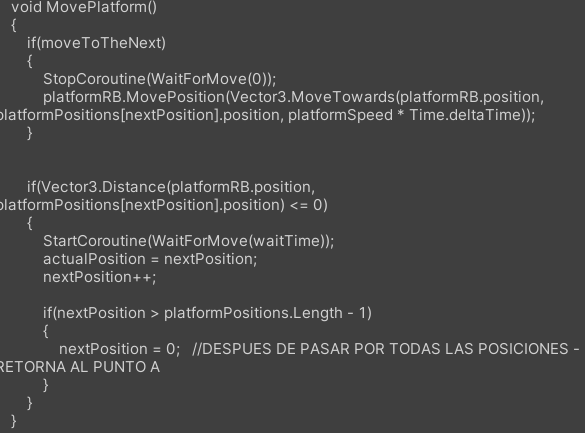 void MovePlatform()
{
if(moveToTheNext)
{
StopCoroutine(WaitForMove(0));
platformRB.MovePosition(Vector3.MoveTowards(platformRB.position,
platformPositions[nextPosition].position, platformSpeed * Time.deltaTime));
}
if(Vector3.Distance(platformRB.position,
platformPositions[nextPosition].position) <= 0)
{
StartCoroutine(WaitForMove(waitTime));
actualPosition = nextPosition;
nextPosition++;
if(nextPosition > platformPositions.Length - 1)
{
nextPosition = 0;   //DESPUES DE PASAR POR TODAS LAS POSICIONES -
RETORNA AL PUNTO A
}
}
}